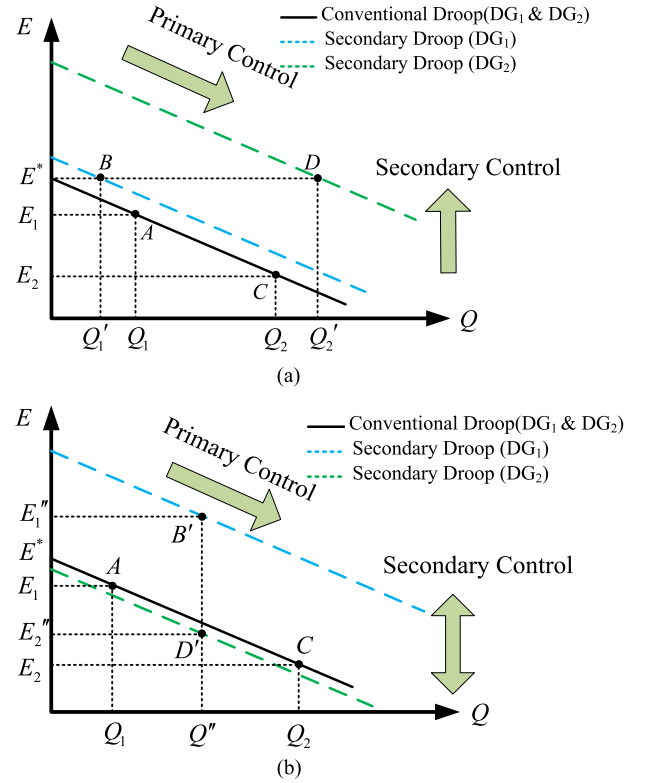 E
Conventional Droop(DG₁ & DG₂)
Secondary Droop (DG₁)
Secondary Droop (DG₂)
Primary Control
Secondary Control
B
D
E*
E₁
A
E₂
C
Q
Q₁′ Q₁ Q₂ Q₂′
(a)
E
Conventional Droop(DG₁ & DG₂)
Secondary Droop (DG₁)
Secondary Droop (DG₂)
Primary Control
E₁″
B′
E*
A
Secondary Control
E₁
E₂″
D′
C
E₂
Q
Q₁ Q″ Q₂
(b)